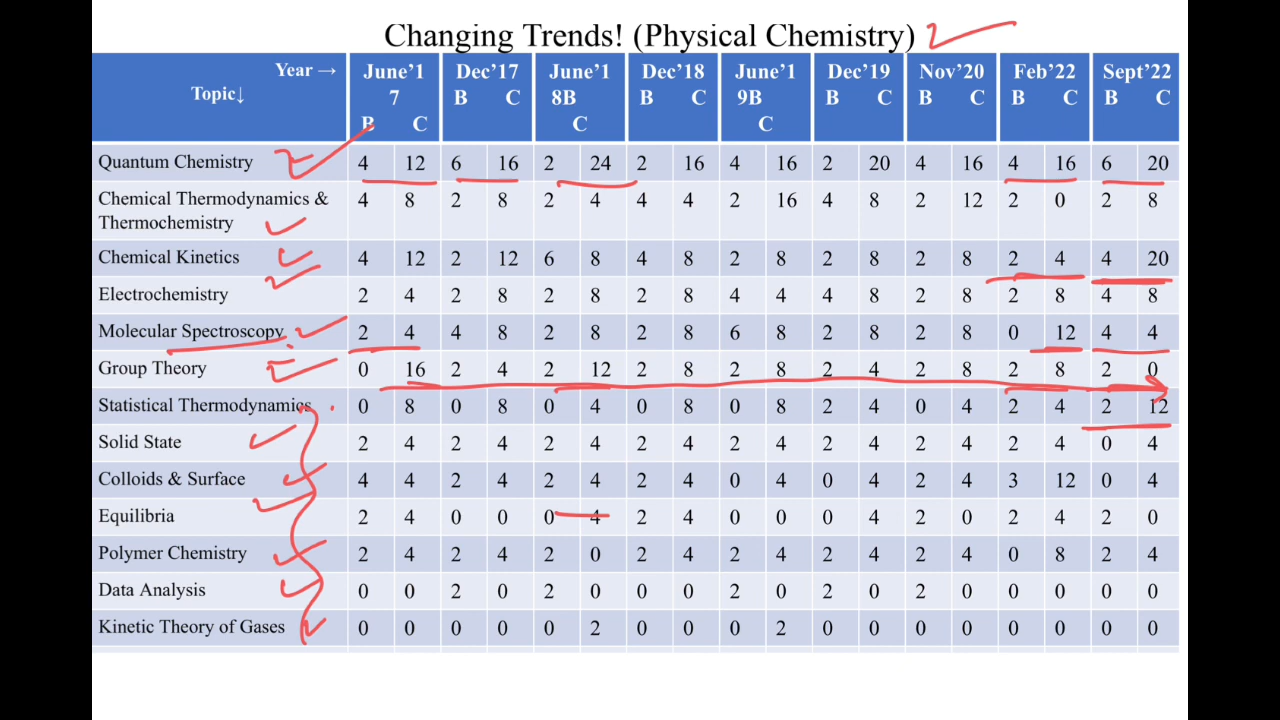 Changing Trends! (Physical Chemistry)
Year → June'1 Dec'17 June'1 Dec'18 June'1 Dec'19 Nov'20 Feb'22 Sept'22
Topic↓ 7 B C 8B B C 9B B C B C B C B C
B C C C
Quantum Chemistry 4 12 6 16 2 24 2 16 4 16 2 20 4 16 4 16 6 20
Chemical Thermodynamics & 4 8 2 8 2 4 4 4 2 16 4 8 2 12 2 0 2 8
Thermochemistry
Chemical Kinetics 4 12 2 12 6 8 4 8 2 8 2 8 2 8 2 4 4 20
Electrochemistry 2 4 2 8 2 8 2 8 4 4 4 8 2 8 2 8 4 8
Molecular Spectroscopy 2 4 4 8 2 8 2 8 6 8 2 8 2 8 0 12 4 4
Group Theory 0 16 2 4 2 12 2 8 2 8 2 4 2 8 2 8 2 0
Statistical Thermodynamics 0 8 0 8 0 4 0 8 0 8 2 4 0 4 2 4 2 12
Solid State 2 4 2 4 2 4 2 4 2 4 2 4 2 4 2 4 0 4
Colloids & Surface 4 4 2 4 2 4 2 4 0 4 0 4 2 4 3 12 0 4
Equilibria 2 4 0 0 0 4 2 4 0 0 0 4 2 0 2 4 2 0
Polymer Chemistry 2 4 2 4 2 0 2 4 2 4 2 4 2 4 0 8 2 4
Data Analysis 0 0 2 0 2 0 0 0 2 0 2 0 2 0 0 0 0 0
Kinetic Theory of Gases 0 0 0 0 0 2 0 0 0 2 0 0 0 0 0 0 0 0